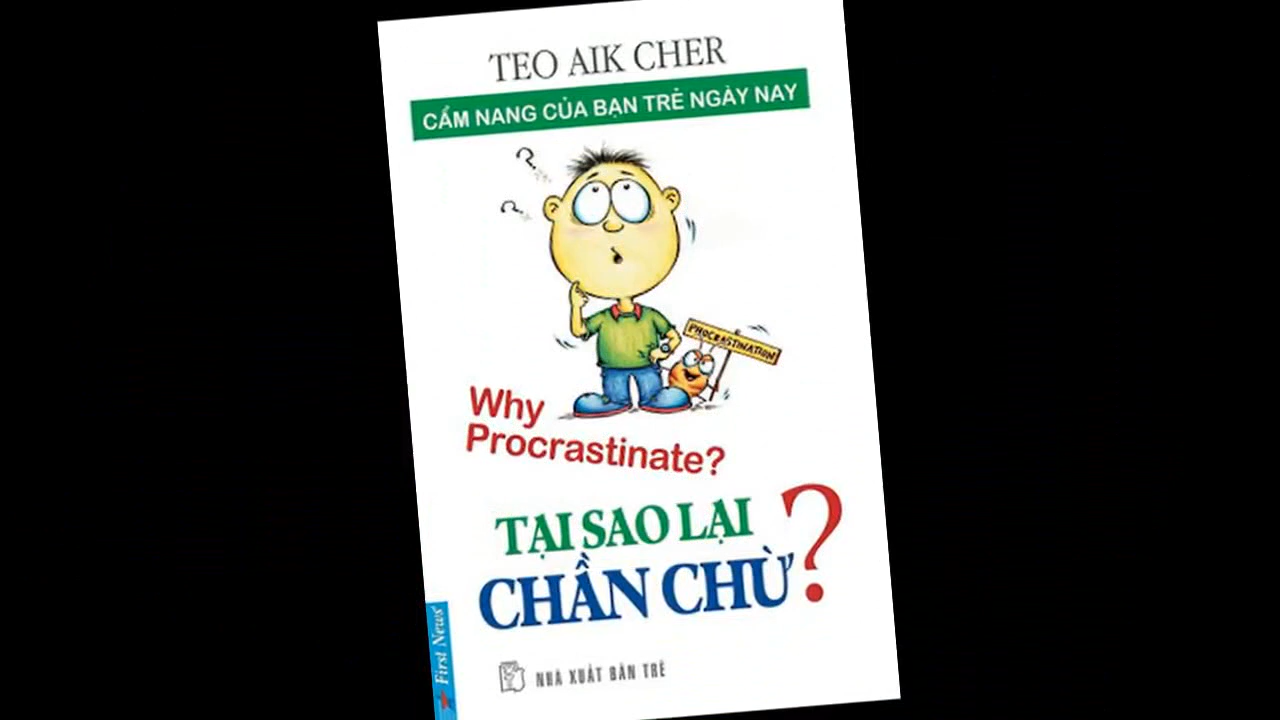 TEO AIK CHER
CẨM NANG CỦA BẠN TRẺ NGÀY NAY
PROCRASTINATION
Why
Procrastinate?
TẠI SAO LẠI
CHẦN CHỪ?
First News
NHÀ XUẤT BẢN TRẺ